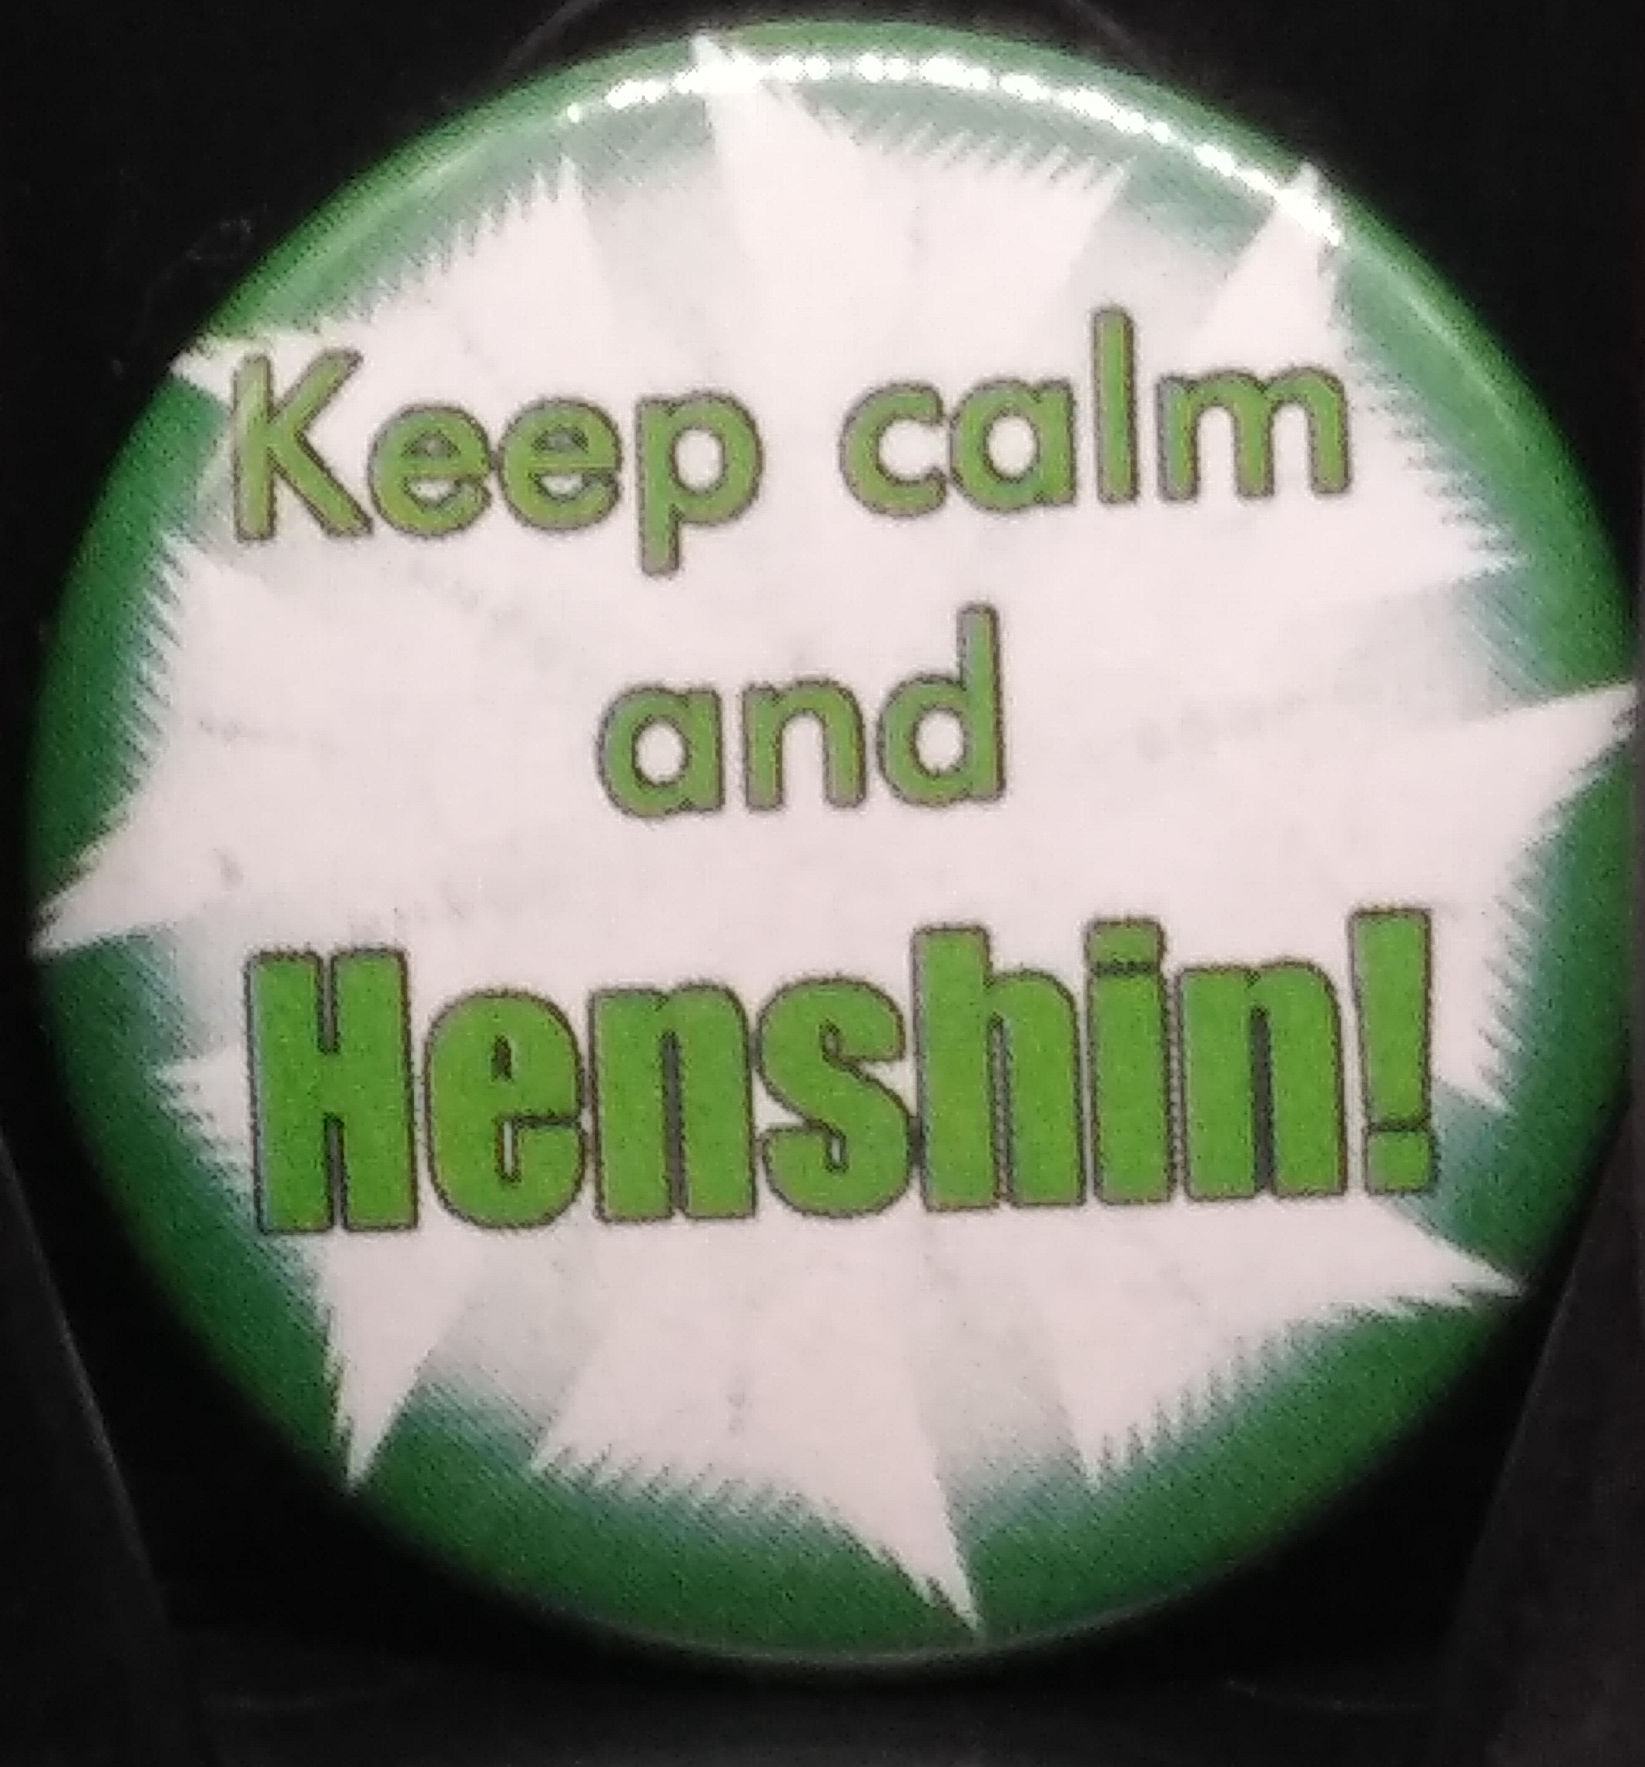 Keep calm
and
Henshin!